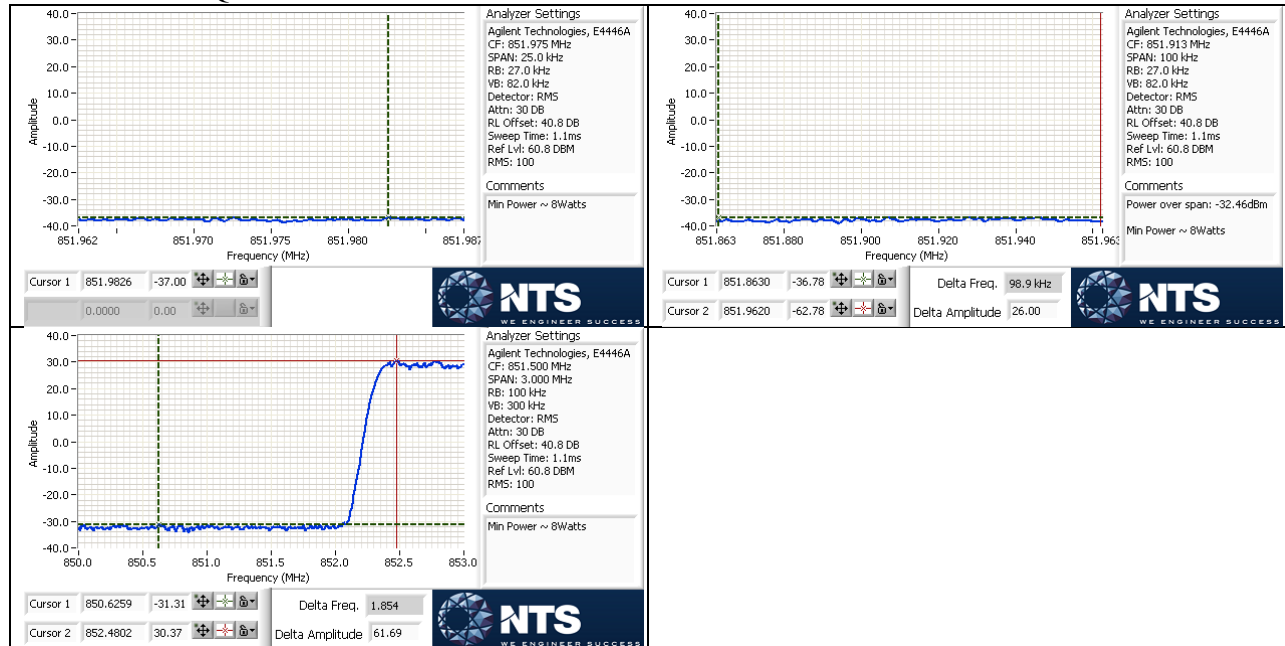 Analyzer Settings
Agilent Technologies, E4446A
CF: 851.975 MHz
SPAN: 25.0 kHz
RB: 27.0 kHz
VB: 82.0 kHz
Detector: RMS
Attn: 30 DB
RL Offset: 40.8 DB
Sweep Time: 1.1ms
Ref Lvl: 60.8 DBM
RMS: 100
Comments
Min Power ~ 8Watts
Amplitude
40.0
30.0
20.0
10.0
0.0
-10.0
-20.0
-30.0
-40.0
851.962 851.970 851.975 851.980 851.987
Frequency (MHz)
Cursor 1 851.9826 -37.00
0.0000 0.00
NTS
WE ENGINEER SUCCESS
Analyzer Settings
Agilent Technologies, E4446A
CF: 851.913 MHz
SPAN: 100 kHz
RB: 27.0 kHz
VB: 82.0 kHz
Detector: RMS
Attn: 30 DB
RL Offset: 40.8 DB
Sweep Time: 1.1ms
Ref Lvl: 60.8 DBM
RMS: 100
Comments
Power over span: -32.46dBm
Min Power ~ 8Watts
Amplitude
40.0
30.0
20.0
10.0
0.0
-10.0
-20.0
-30.0
-40.0
851.863 851.880 851.900 851.920 851.940 851.963
Frequency (MHz)
Cursor 1 851.8630 -36.78
Cursor 2 851.9620 -62.78
Delta Freq. 98.9 kHz
Delta Amplitude 26.00
NTS
WE ENGINEER SUCCESS
Analyzer Settings
Agilent Technologies, E4446A
CF: 851.500 MHz
SPAN: 3.000 MHz
RB: 100 kHz
VB: 300 kHz
Detector: RMS
Attn: 30 DB
RL Offset: 40.8 DB
Sweep Time: 1.1ms
Ref Lvl: 60.8 DBM
RMS: 100
Comments
Min Power ~ 8Watts
Amplitude
40.0
30.0
20.0
10.0
0.0
-10.0
-20.0
-30.0
-40.0
850.0 850.5 851.0 851.5 852.0 852.5 853.0
Frequency (MHz)
Cursor 1 850.6259 -31.31
Cursor 2 852.4802 30.37
Delta Freq. 1.854
Delta Amplitude 61.69
NTS
WE ENGINEER SUCCESS